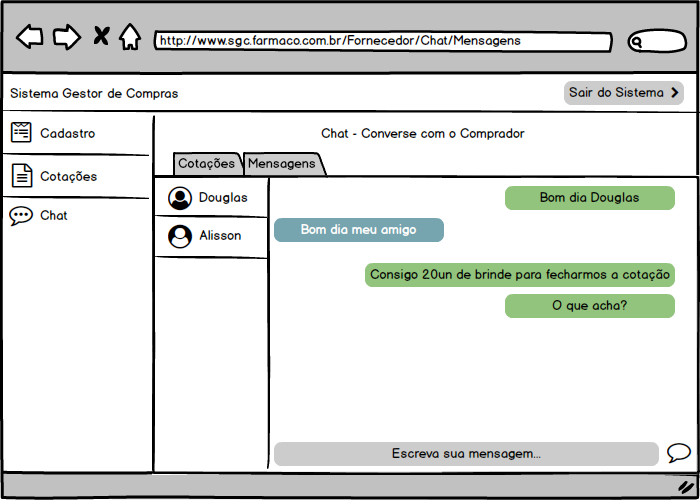 http://www.sgc.farmaco.com.br/Fornecedor/Chat/Mensagens
Sistema Gestor de Compras
Sair do Sistema
Cadastro
Cotações
Chat
Chat - Converse com o Comprador
Cotações
Mensagens
Douglas
Alisson
Bom dia Douglas
Bom dia meu amigo
Consigo 20un de brinde para fecharmos a cotação
O que acha?
Escreva sua mensagem...